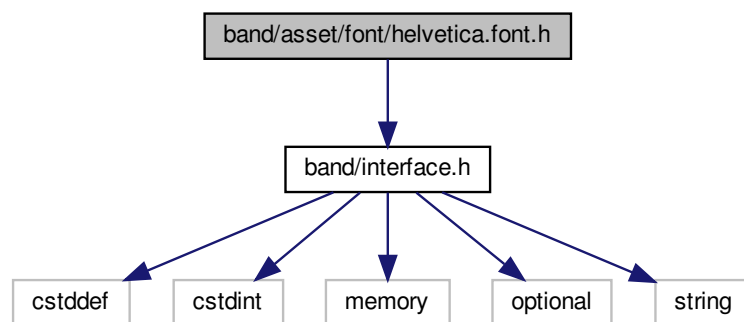 band/asset/font/helvetica.font.h
band/interface.h
cstddef cstdint memory optional string